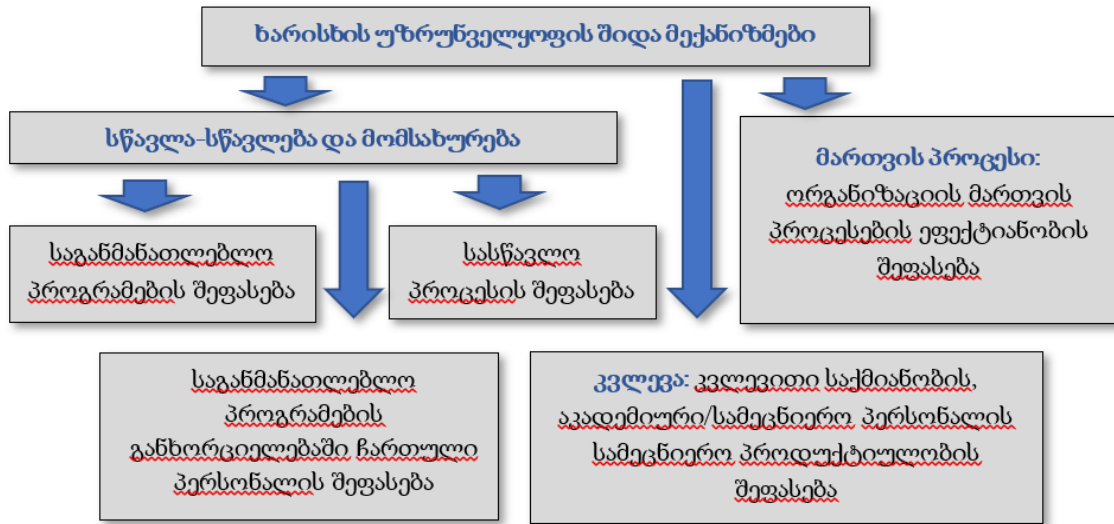 ხარისხის უზრუნველყოფის შიდა მექანიზმები
სწავლა-სწავლება და მომსახურება
მართვის პროცესი:
ორგანიზაციის მართვის
პროცესების ეფექტიანობის
შეფასება
საგანმანათლებლო
პროგრამების შეფასება
სასწავლო
პროცესის შეფასება
საგანმანათლებლო
პროგრამების
განხორციელებაში ჩართული
პერსონალის შეფასება
კვლევა: კვლევითი საქმიანობის,
აკადემიური/სამეცნიერო პერსონალის
სამეცნიერო პროდუქტიულობის
შეფასება